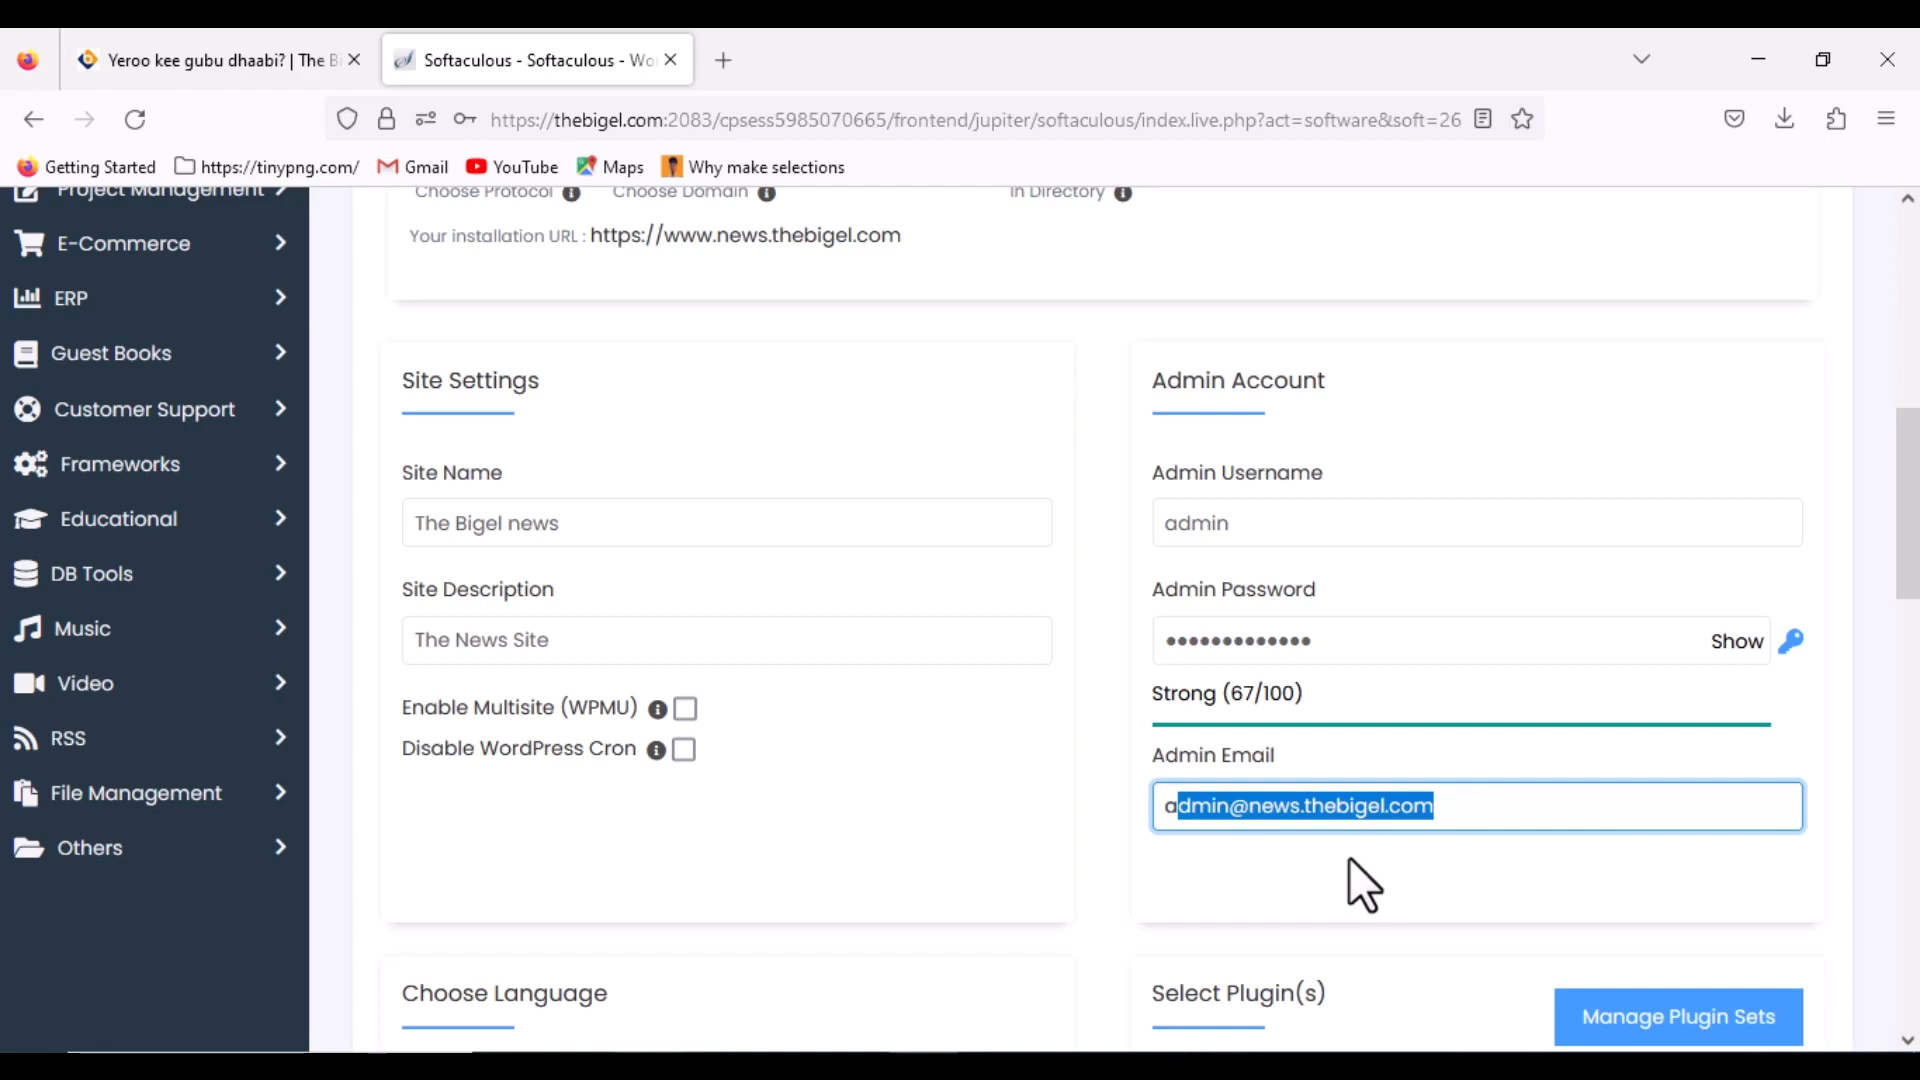 Yeroo kee gubu dhaabi? | The B
Softaculous - Softaculous - Wo
https://thebigel.com:2083/cpsess5985070665/frontend/jupiter/softaculous/index.live.php?act=software&soft=26
Getting Started https://tinypng.com/ Gmail YouTube Maps Why make selections
Project Management
E-Commerce
ERP
Guest Books
Customer Support
Frameworks
Educational
DB Tools
Music
Video
RSS
File Management
Others
Choose Protocol Choose Domain In Directory
Your installation URL : https://www.news.thebigel.com
Site Settings
Site Name
The Bigel news
Site Description
The News Site
Enable Multisite (WPMU)
Disable WordPress Cron
Admin Account
Admin Username
admin
Admin Password
••••••••••••• Show
Strong (67/100)
Admin Email
admin@news.thebigel.com
Choose Language
Select Plugin(s)
Manage Plugin Sets